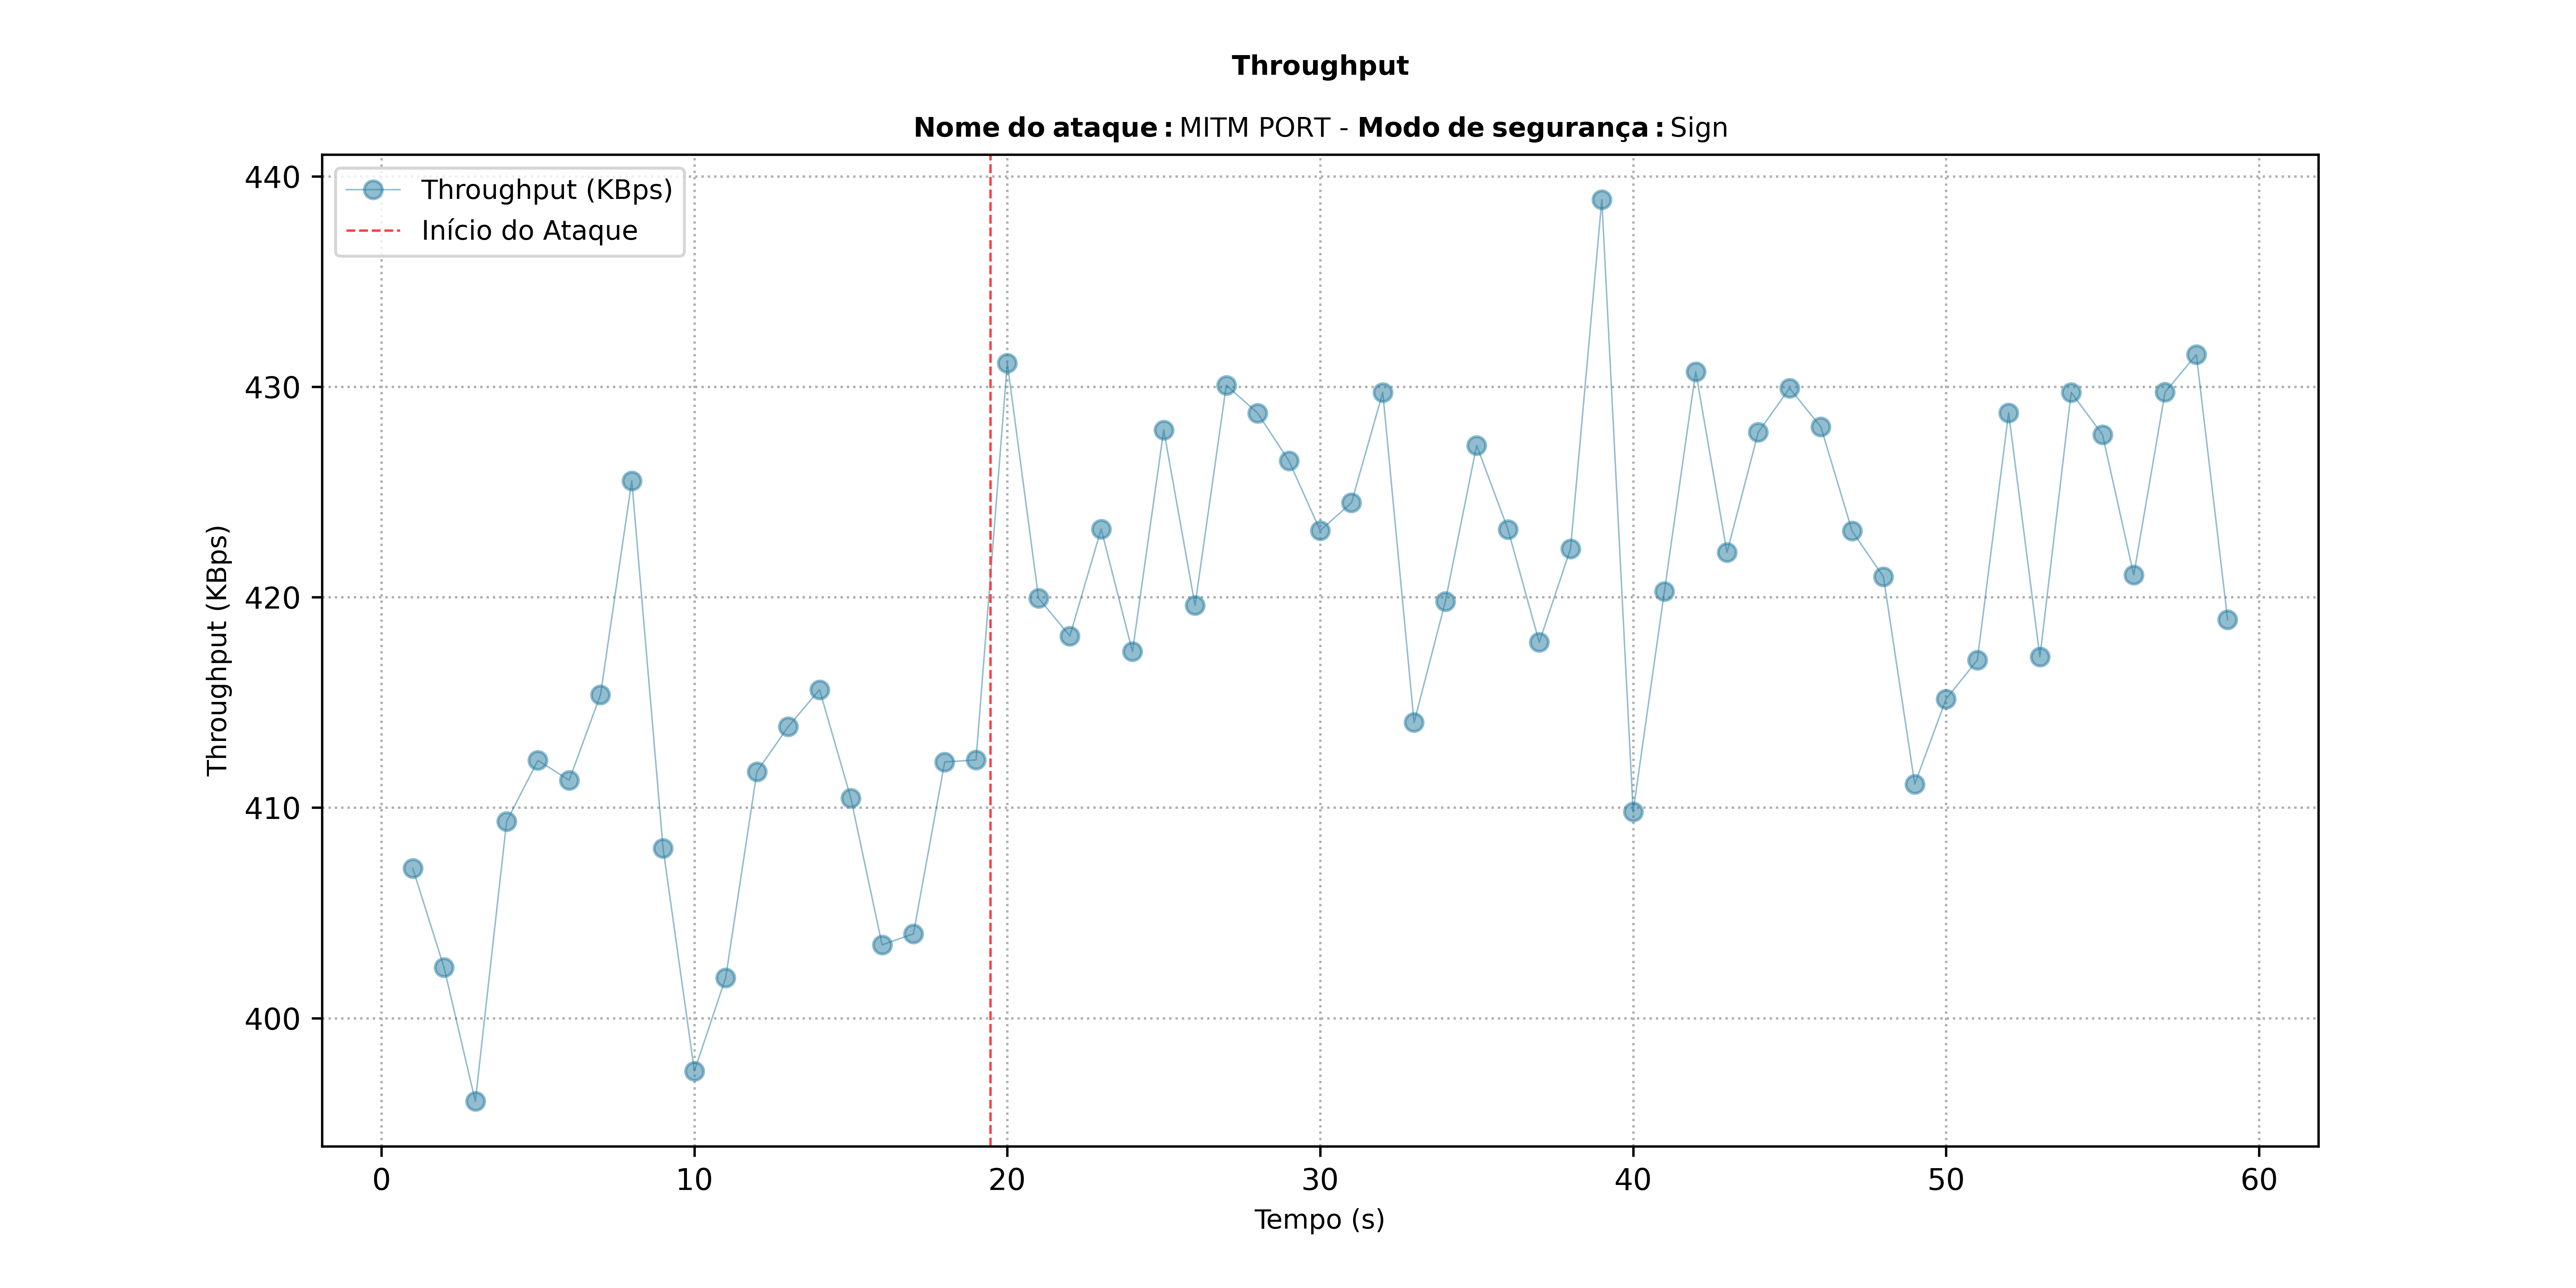 Throughput
Nome do ataque: MITM PORT - Modo de segurança: Sign
Throughput (KBps)
Início do Ataque
Throughput (KBps)
440
430
420
410
400
0 10 20 30 40 50 60
Tempo (s)